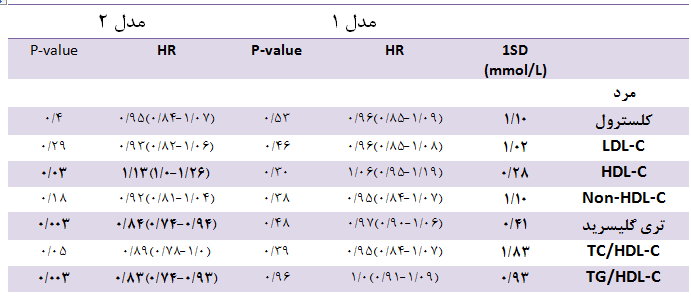 مدل ۱ مدل ۲
1SD HR P-value HR P-value
(mmol/L)
مرد
کلسترول ۱/۱۰ ۰/۹۶(۰/۸۵-۱/۰۹) ۰/۵۳ ۰/۹۵(۰/۸۴-۱/۰۷) ۰/۴
LDL-C ۱/۰۲ ۰/۹۶(۰/۸۵-۱/۰۸) ۰/۴۶ ۰/۹۳(۰/۸۲-۱/۰۶) ۰/۲۹
HDL-C ۰/۲۸ ۱/۰۶(۰/۹۵-۱/۱۹) ۰/۳۰ ۱/۱۳(۱/۰-۱/۲۶) ۰/۰۳
Non-HDL-C ۱/۱۰ ۰/۹۵(۰/۸۴-۱/۰۷) ۰/۳۸ ۰/۹۲(۰/۸۱-۱/۰۴) ۰/۱۸
تری گلیسرید ۰/۴۱ ۰/۹۷(۰/۹۰-۱/۰۶) ۰/۴۸ ۰/۸۴(۰/۷۴-۰/۹۴) ۰/۰۰۳
TC/HDL-C ۱/۸۳ ۰/۹۵(۰/۸۴-۱/۰۷) ۰/۳۹ ۰/۸۹(۰/۷۸-۱/۰) ۰/۰۵
TG/HDL-C ۰/۹۳ ۱/۰(۰/۹۱-۱/۰۹) ۰/۹۶ ۰/۸۳(۰/۷۴-۰/۹۳) ۰/۰۰۳